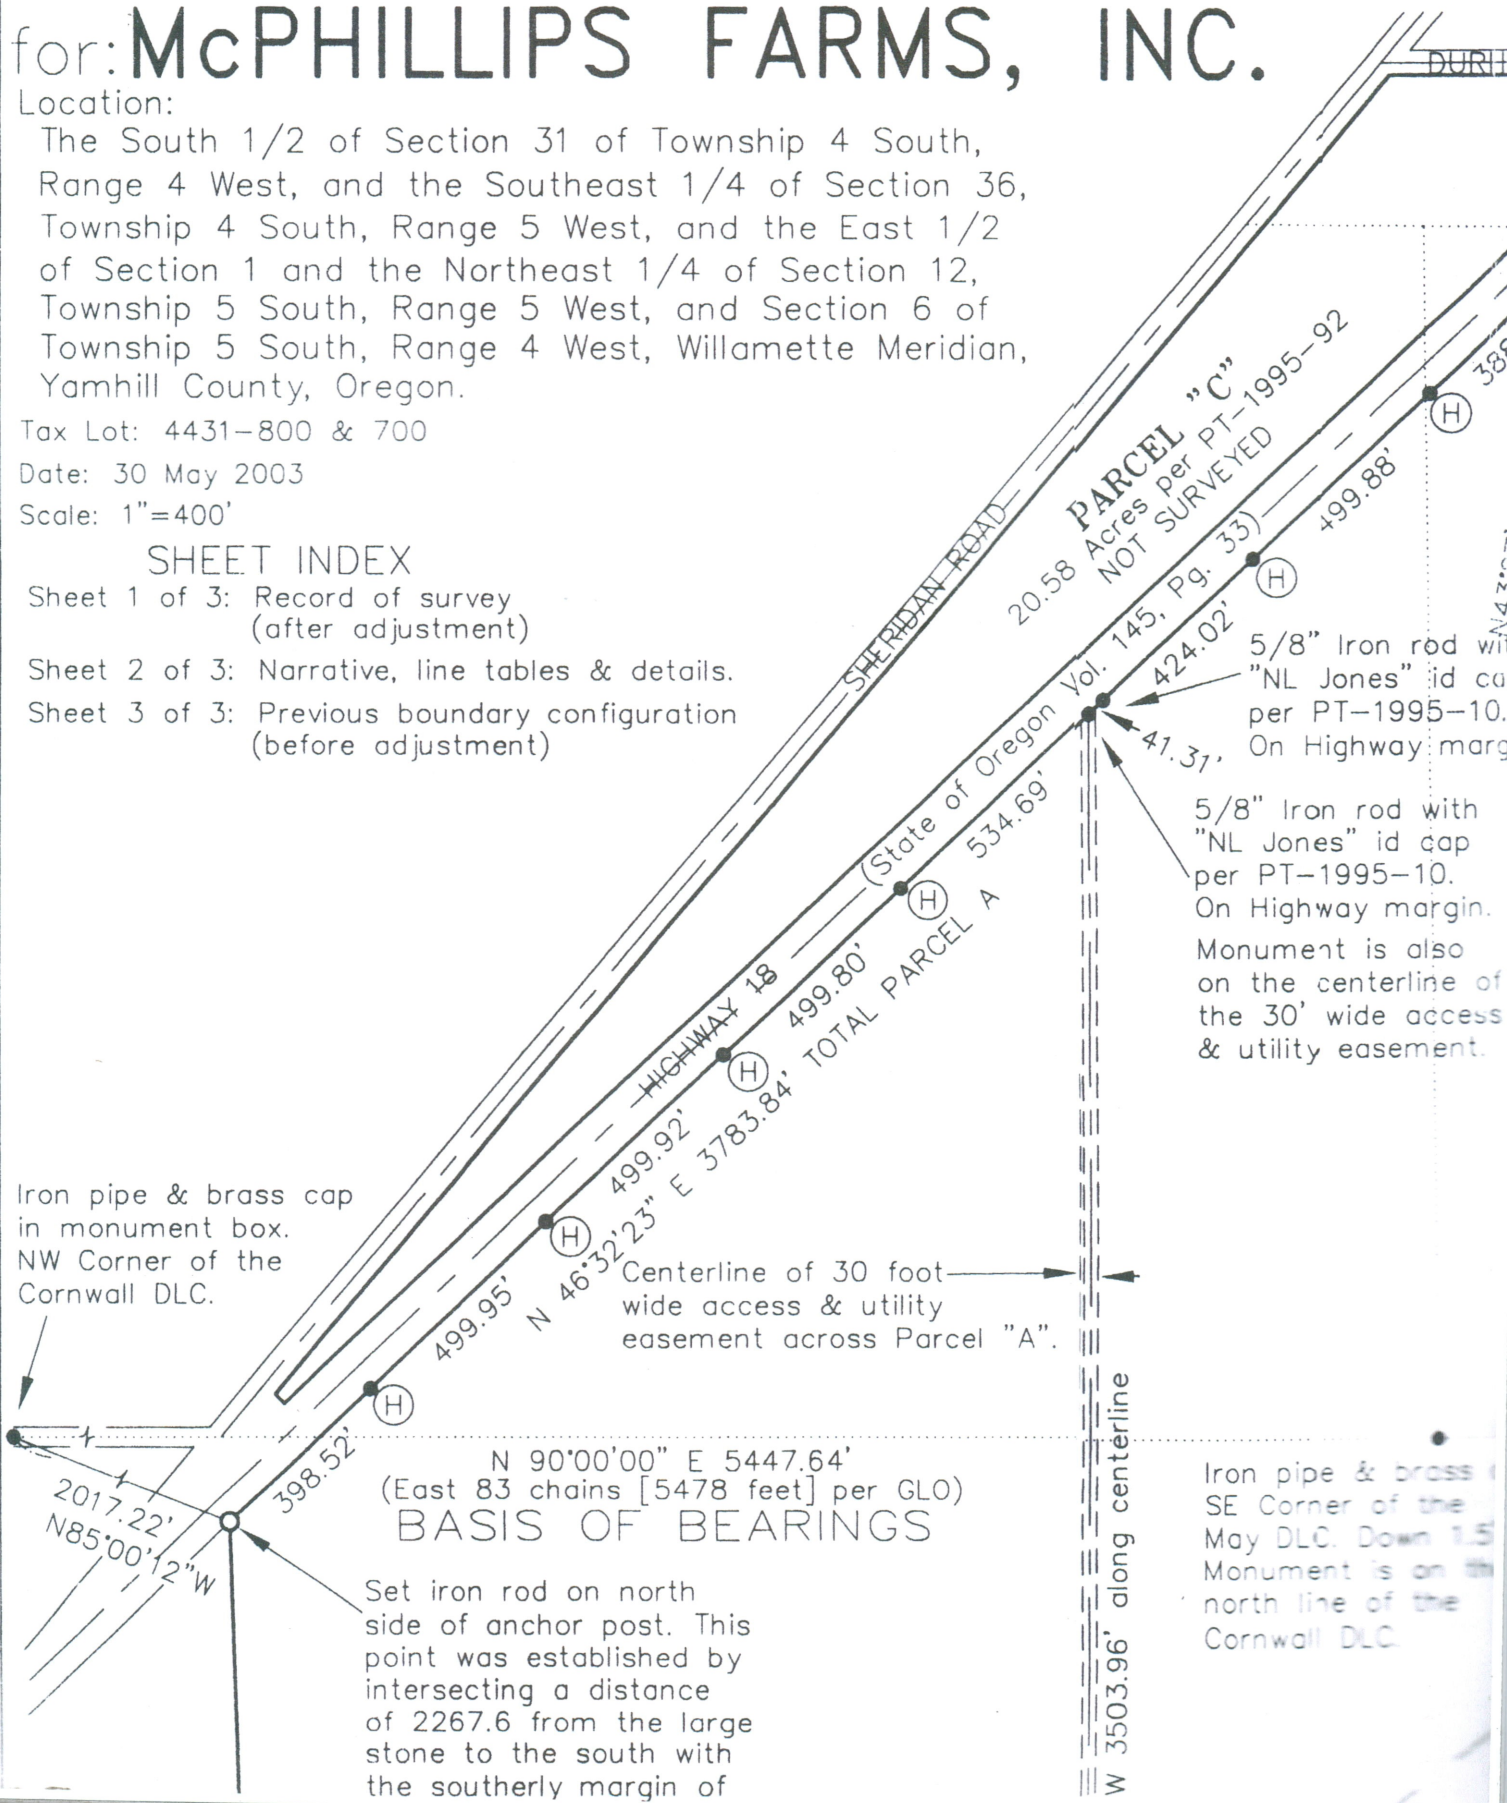 for: McPHILLIPS FARMS, INC.
Location:
The South 1/2 of Section 31 of Township 4 South,
Range 4 West, and the Southeast 1/4 of Section 36,
Township 4 South, Range 5 West, and the East 1/2
of Section 1 and the Northeast 1/4 of Section 12,
Township 5 South, Range 5 West, and Section 6 of
Township 5 South, Range 4 West, Willamette Meridian,
Yamhill County, Oregon.
Tax Lot: 4431-800 & 700
Date: 30 May 2003
Scale: 1"=400'
SHEET INDEX
Sheet 1 of 3: Record of survey
(after adjustment)
Sheet 2 of 3: Narrative, line tables & details.
Sheet 3 of 3: Previous boundary configuration
(before adjustment)
SHERIDAN ROAD
PARCEL "C"
20.58 Acres per PT-1995-92
NOT SURVEYED
HIGHWAY 18
(State of Oregon Vol. 145, Pg. 33)
H
499.88'
H
424.02'
5/8" Iron rod
"NL Jones" id
per PT-1995-10.
On Highway
41.31'
5/8" Iron rod with
"NL Jones" id cap
per PT-1995-10.
On Highway margin.
Monument is also
on the centerline of
the 30' wide access
& utility easement.
534.69'
H
499.80'
H
499.92'
H
499.95'
H
398.52'
N 46°32'23" E 3783.84' TOTAL PARCEL A
Centerline of 30 foot
wide access & utility
easement across Parcel "A".
Iron pipe & brass cap
in monument box.
NW Corner of the
Cornwall DLC.
2017.22'
N85°00'12"W
N 90°00'00" E 5447.64'
(East 83 chains [5478 feet] per GLO)
BASIS OF BEARINGS
Set iron rod on north
side of anchor post. This
point was established by
intersecting a distance
of 2267.6 from the large
stone to the south with
the southerly margin of
W 3503.96' along centerline
Iron pipe & brass
SE Corner of the
May DLC. Down 1.5
Monument is on the
north line of the
Cornwall DLC